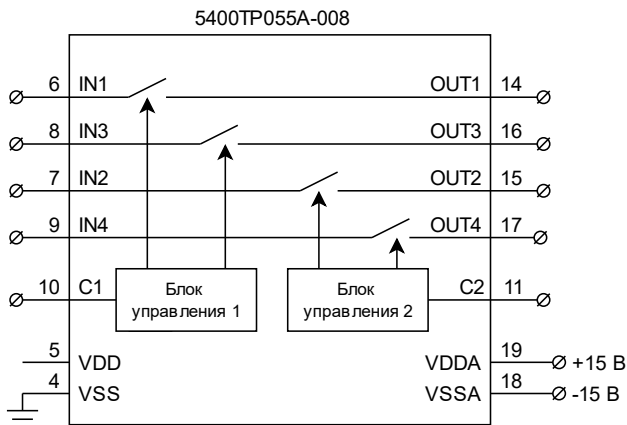 5400ТР055А-008
6 IN1 OUT1 14
8 IN3 OUT3 16
7 IN2 OUT2 15
9 IN4 OUT4 17
10 C1 Блок управления 1 Блок управления 2 C2 11
5 VDD VDDA 19 +15 В
4 VSS VSSA 18 -15 В